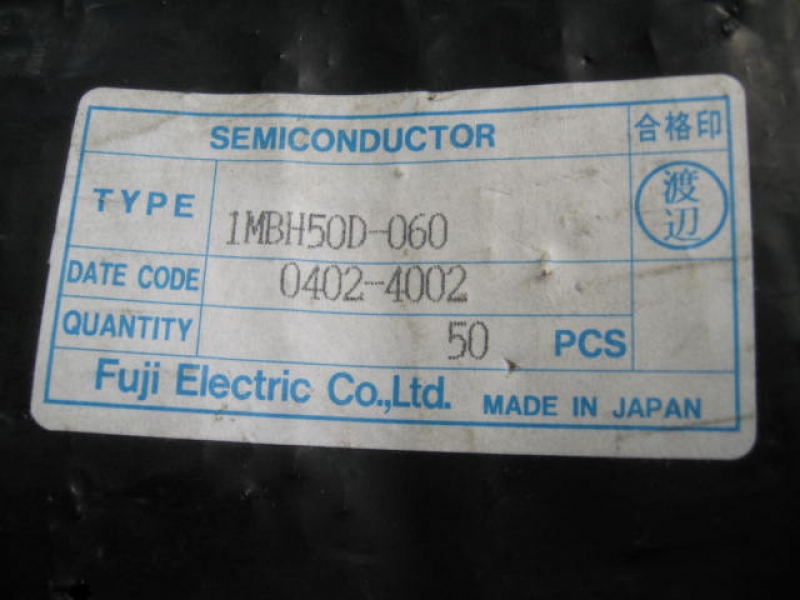 SEMICONDUCTOR
合格印
TYPE 1MBH50D-060
渡辺
DATE CODE 0402-4002
QUANTITY 50 PCS
Fuji Electric Co.,Ltd. MADE IN JAPAN